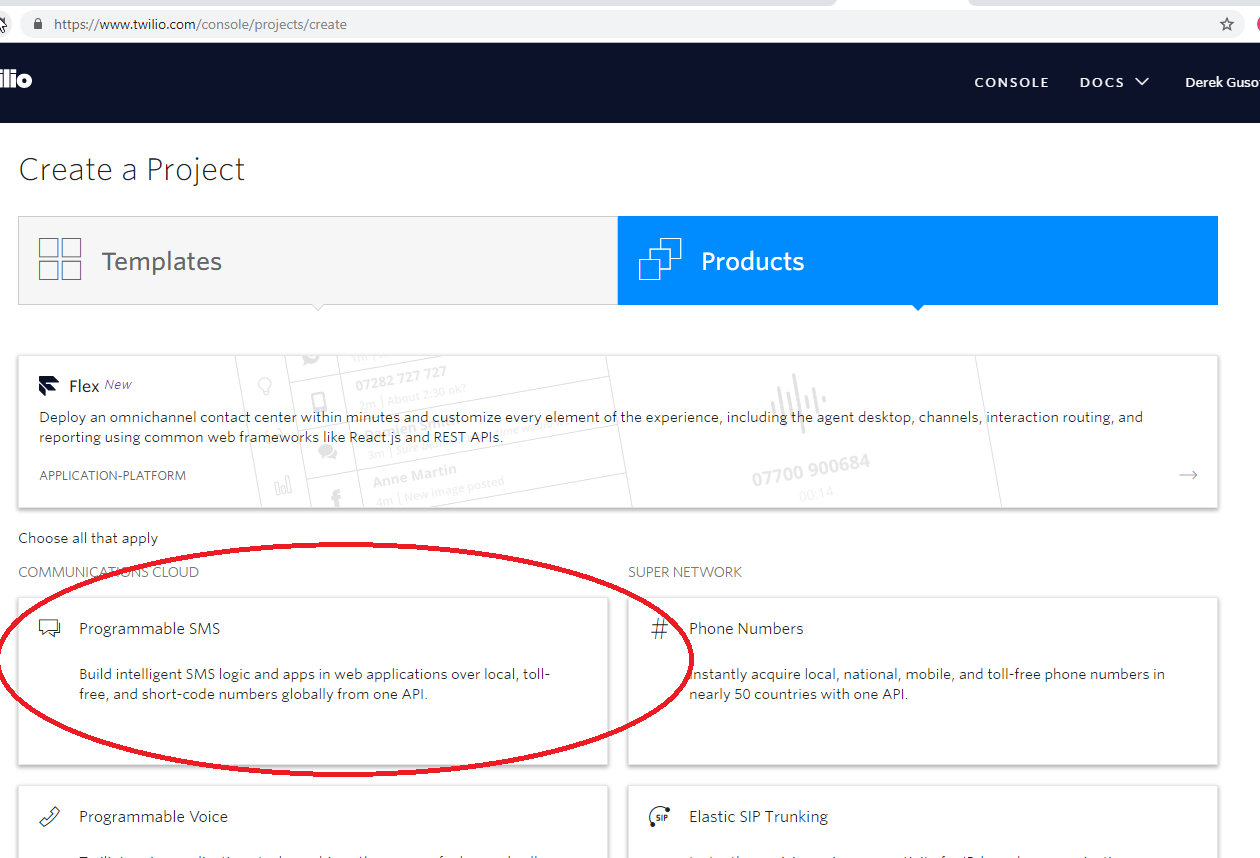 https://www.twilio.com/console/projects/create
ilio
CONSOLE
DOCS
Derek Guso
Create a Project
Templates
Products
Flex New
07282 727 727
2m | About 2:30 ok?
Deploy an omnichannel contact center within minutes and customize every element of the experience, including the agent desktop, channels, interaction routing, and
reporting using common web frameworks like React.js and REST APIs.
Anne Martin
4m | New image posted
07700 900684
00:14
APPLICATION-PLATFORM
Choose all that apply
COMMUNICATIONS CLOUD
SUPER NETWORK
Programmable SMS
Build intelligent SMS logic and apps in web applications over local, toll-
free, and short-code numbers globally from one API.
# Phone Numbers
Instantly acquire local, national, mobile, and toll-free phone numbers in
nearly 50 countries with one API.
Programmable Voice
SIP
Elastic SIP Trunking